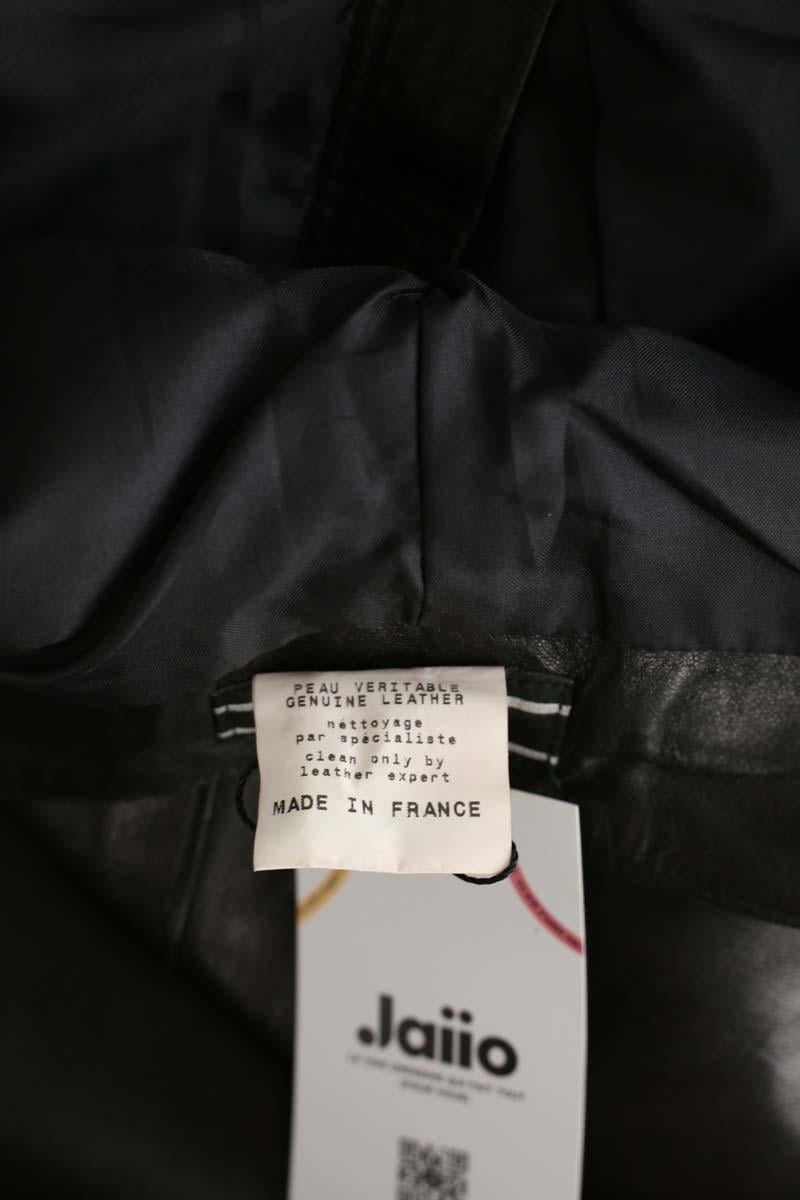 PEAU VERITABLE
GENUINE LEATHER
néttoyage
par spécialiste
clean only by
leather expert
MADE IN FRANCE
Jaiio